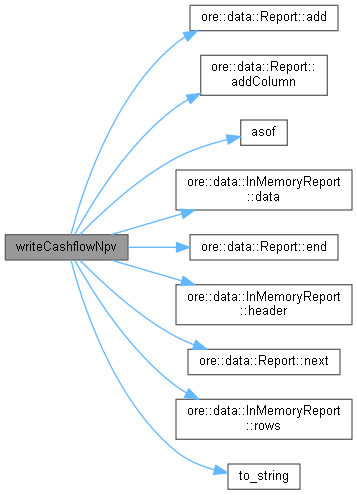 ore::data::Report::add
ore::data::Report::
addColumn
asof
ore::data::InMemoryReport
::data
writeCashflowNpv
ore::data::Report::end
ore::data::InMemoryReport
::header
ore::data::Report::next
ore::data::InMemoryReport
::rows
to_string